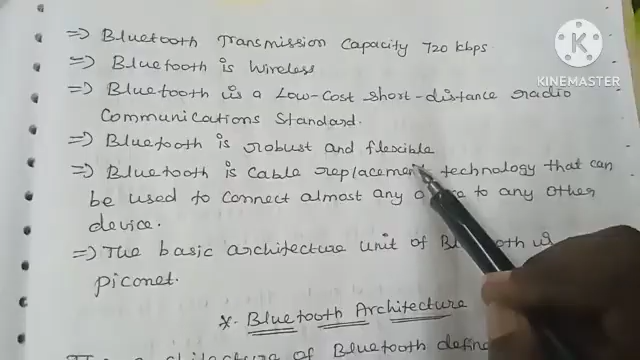 ⇒ Bluetooth Transmission Capacity 720 kbps.
⇒ Bluetooth is Wireless
⇒ Bluetooth is a Low-Cost Short-distance radio
Communications Standard.
⇒ Bluetooth is robust and flexible
⇒ Bluetooth is Cable replacement technology that can
be used to connect almost any to any other
device.
⇒ The basic architecture unit of is
piconet.
* Bluetooth Architecture
of Bluetooth
KINEMASTER